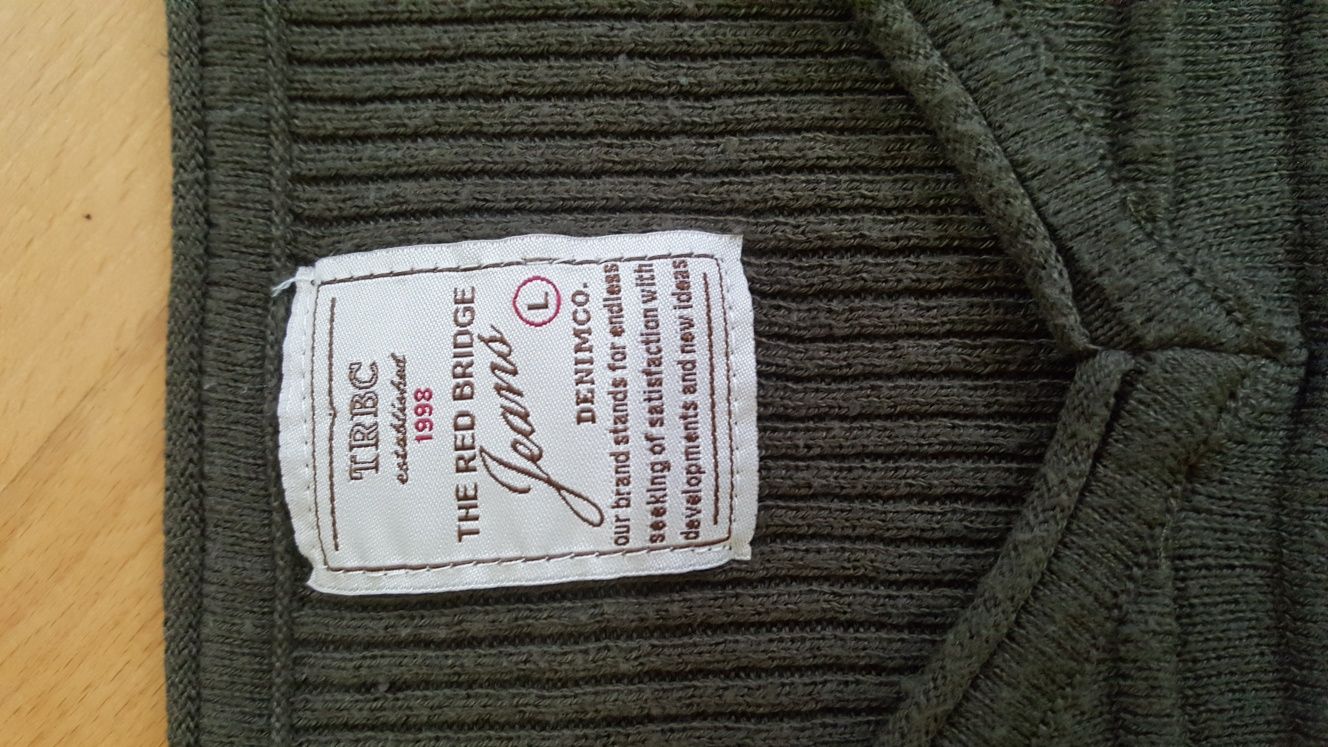 TRBC
established
1998
THE RED BRIDGE
Jeans
L
DENIMCO.
our brand stands for endless
seeking of satisfaction with
developments and new ideas